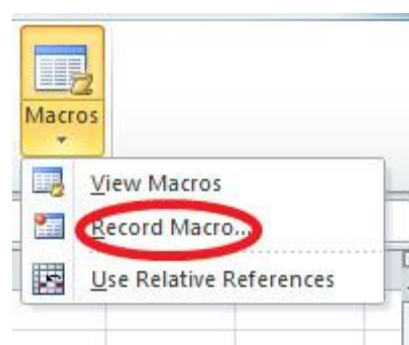 Macros
View Macros
Record Macro...
Use Relative References